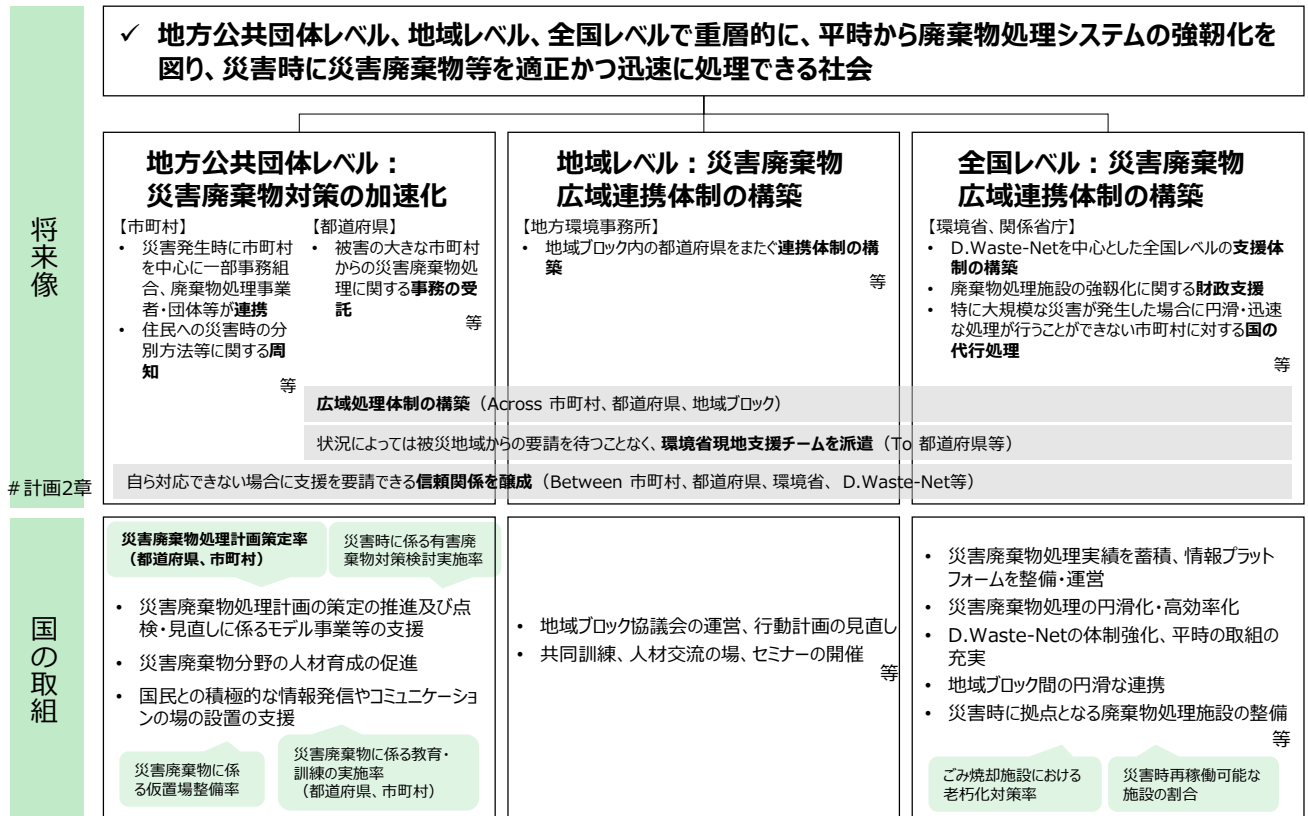 将来像
#計画2章
✓ 地方公共団体レベル、地域レベル、全国レベルで重層的に、平時から廃棄物処理システムの強靱化を
図り、災害時に災害廃棄物等を適正かつ迅速に処理できる社会
地方公共団体レベル：
災害廃棄物対策の加速化
【市町村】
• 災害発生時に市町村
を中心に一部事務組
合、廃棄物処理事業
者・団体等が連携
• 住民への災害時の分
別方法等に関する周
知
等
【都道府県】
• 被害の大きな市町村
からの災害廃棄物処
理に関する事務の受
託
等
地域レベル：災害廃棄物
広域連携体制の構築
【地方環境事務所】
• 地域ブロック内の都道府県をまたぐ連携体制の構
築
等
全国レベル：災害廃棄物
広域連携体制の構築
【環境省、関係省庁】
• D.Waste-Netを中心とした全国レベルの支援体
制の構築
• 廃棄物処理施設の強靱化に関する財政支援
• 特に大規模な災害が発生した場合に円滑・迅速
な処理が行うことができない市町村に対する国の
代行処理
等
広域処理体制の構築（Across 市町村、都道府県、地域ブロック）
状況によっては被災地域からの要請を待つことなく、環境省現地支援チームを派遣（To 都道府県等）
自ら対応できない場合に支援を要請できる信頼関係を醸成（Between 市町村、都道府県、環境省、 D.Waste-Net等）
国の取組
災害廃棄物処理計画策定率
（都道府県、市町村）
災害時に係る有害廃
棄物対策検討実施率
• 災害廃棄物処理計画の策定の推進及び点
検・見直しに係るモデル事業等の支援
• 災害廃棄物分野の人材育成の促進
• 国民との積極的な情報発信やコミュニケーショ
ンの場の設置の支援
災害廃棄物に係
る仮置場整備率
災害廃棄物に係る教育・
訓練の実施率
（都道府県、市町村）
• 地域ブロック協議会の運営、行動計画の見直し
• 共同訓練、人材交流の場、セミナーの開催
等
• 災害廃棄物処理実績を蓄積、情報プラット
フォームを整備・運営
• 災害廃棄物処理の円滑化・高効率化
• D.Waste-Netの体制強化、平時の取組の
充実
• 地域ブロック間の円滑な連携
• 災害時に拠点となる廃棄物処理施設の整備
等
ごみ焼却施設における
老朽化対策率
災害時再稼働可能な
施設の割合